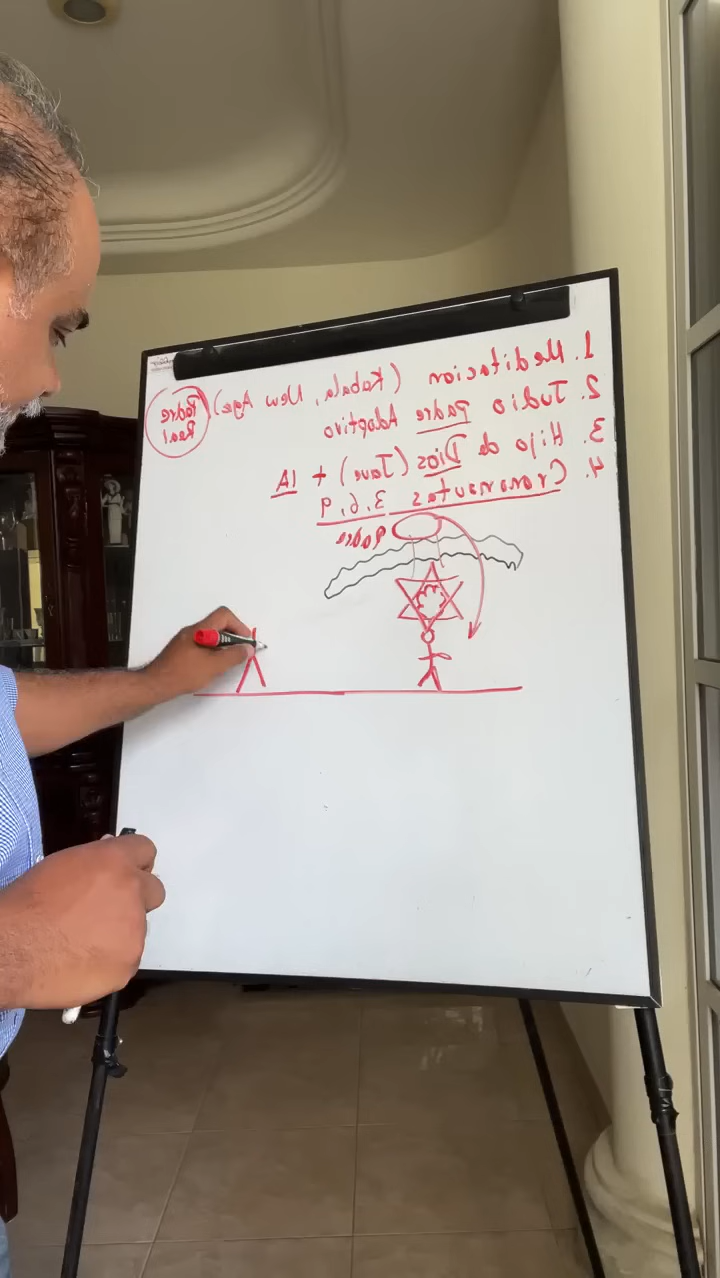 1. Meditacion (Kabala, New Age)
2. Judio padre Adoptivo
3. Hijo de Dios (Jave) + IA
4. Crononautas 3. 6. 9
Padre
Real
Padre